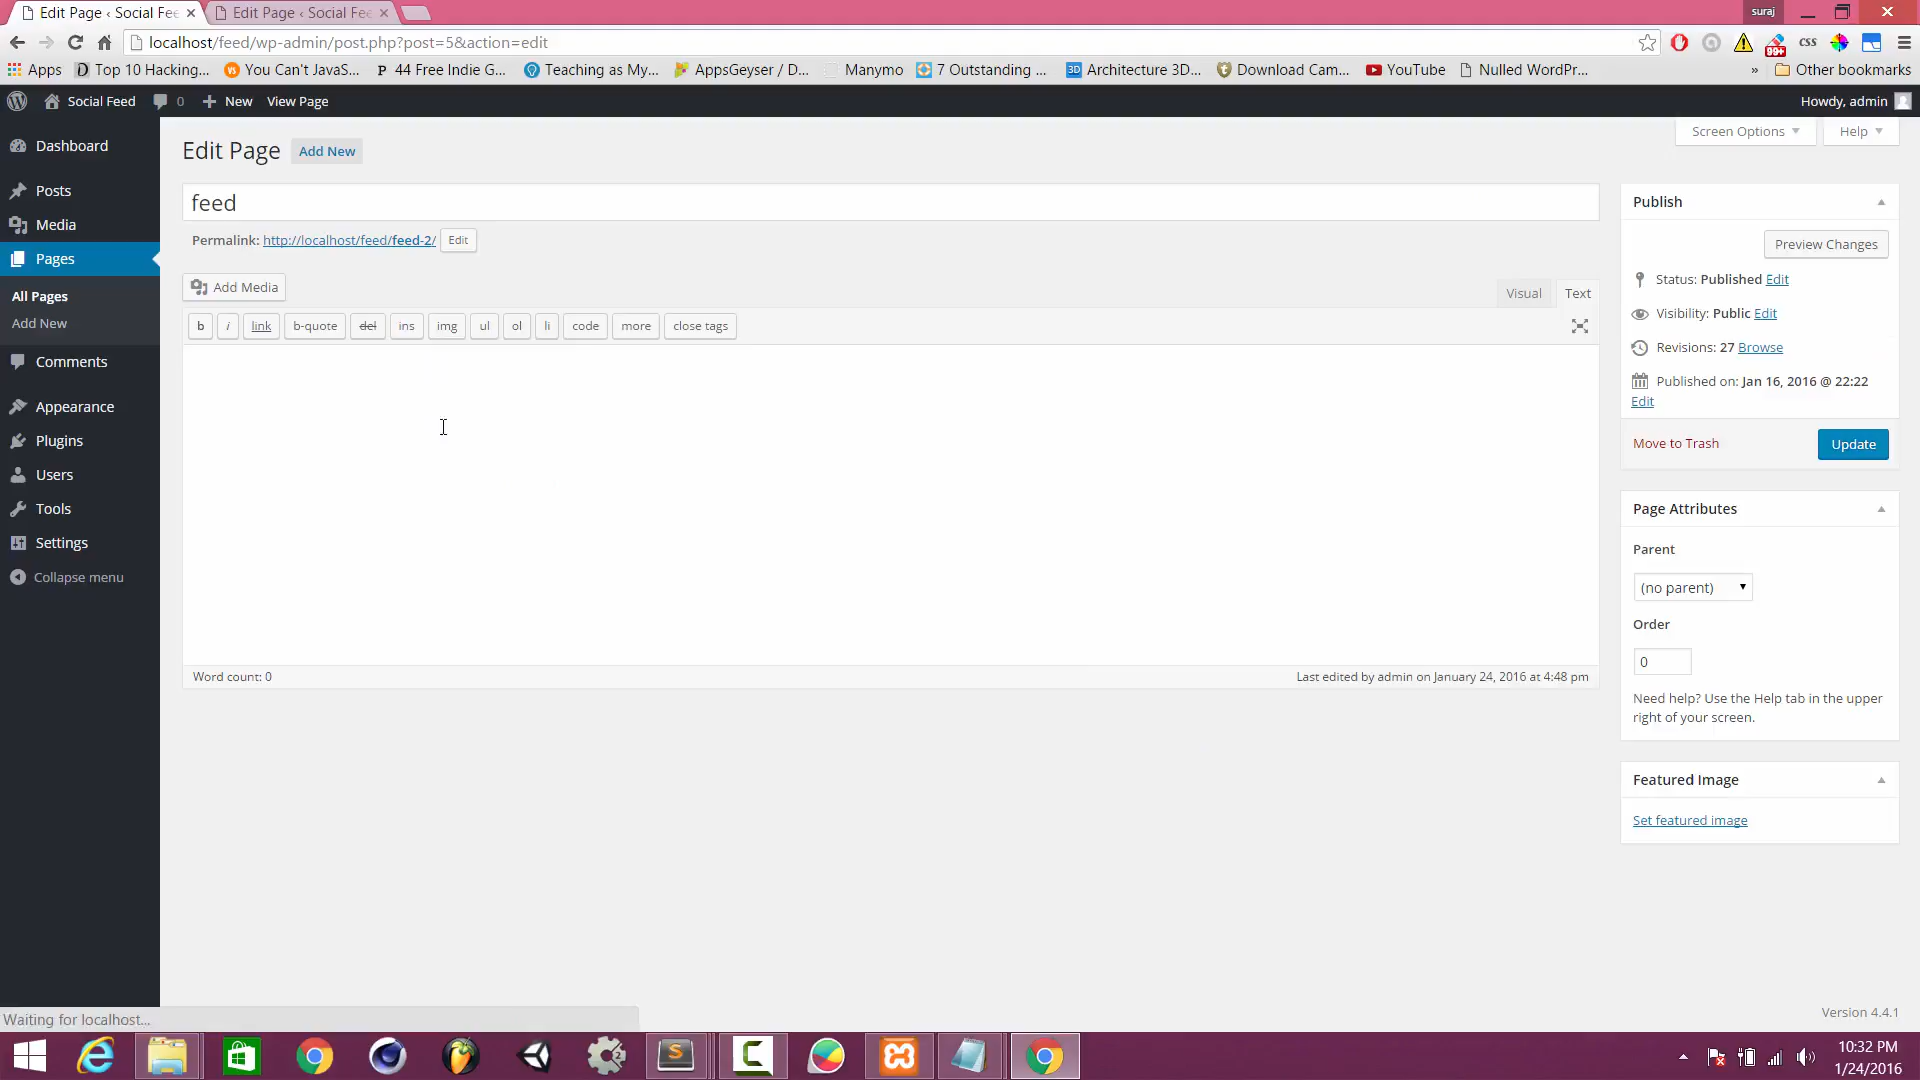 Edit Page ‹ Social Fee
Edit Page ‹ Social Fee
suraj
localhost/feed/wp-admin/post.php?post=5&action=edit
99+
css
Apps
Top 10 Hacking...
You Can't JavaS...
44 Free Indie G...
Teaching as My...
AppsGeyser / D...
Manymo
7 Outstanding ...
3D Architecture 3D...
Download Cam...
YouTube
Nulled WordPr...
»
Other bookmarks
Social Feed
0
New
View Page
Howdy, admin
Screen Options
Help
Dashboard
Posts
Media
Pages
All Pages
Add New
Comments
Appearance
Plugins
Users
Tools
Settings
Collapse menu
Edit Page
Add New
feed
Permalink: http://localhost/feed/feed-2/ Edit
Add Media
Visual
Text
b
i
link
b-quote
del
ins
img
ul
ol
li
code
more
close tags
Word count: 0
Last edited by admin on January 24, 2016 at 4:48 pm
Publish
Preview Changes
Status: Published Edit
Visibility: Public Edit
Revisions: 27 Browse
Published on: Jan 16, 2016 @ 22:22
Edit
Move to Trash
Update
Page Attributes
Parent
(no parent)
Order
0
Need help? Use the Help tab in the upper
right of your screen.
Featured Image
Set featured image
Version 4.4.1
Waiting for localhost...
10:32 PM
1/24/2016